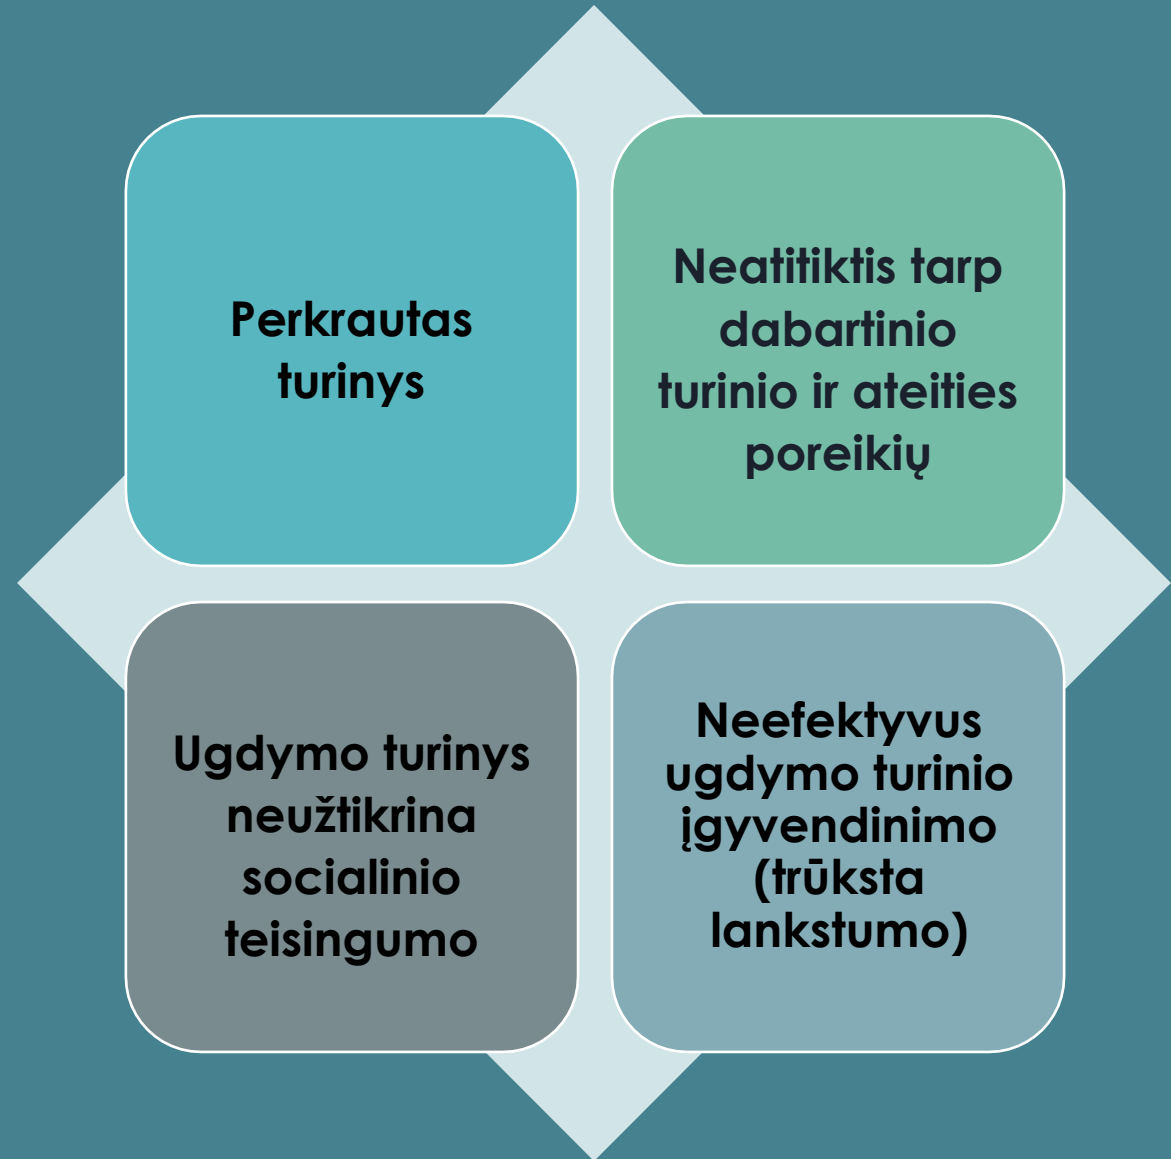 Perkrautas
turinys
Neatitiktis tarp
dabartinio
turinio ir ateities
poreikių
Ugdymo turinys
neužtikrina
socialinio
teisingumo
Neefektyvus
ugdymo turinio
įgyvendinimo
(trūksta
lankstumo)